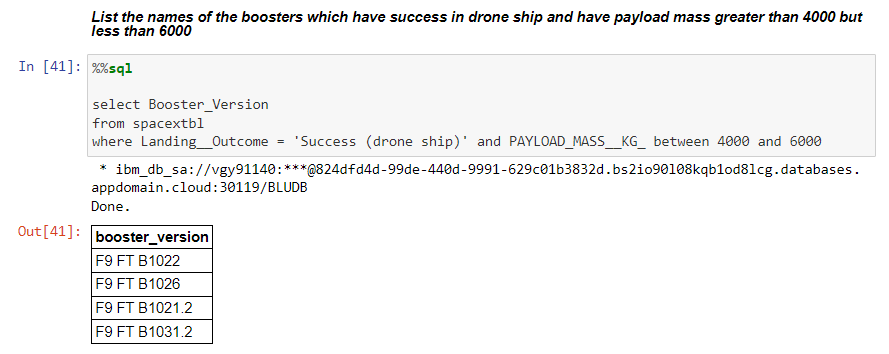 List the names of the boosters which have success in drone ship and have payload mass greater than 4000 but
less than 6000
In [41]: %%sql
select Booster_Version
from spacextbl
where Landing__Outcome = 'Success (drone ship)' and PAYLOAD_MASS__KG_ between 4000 and 6000
* ibm_db_sa://vgy91140:***@824dfd4d-99de-440d-9991-629c01b3832d.bs2io90l08kqb1od8lcg.databases.
appdomain.cloud:30119/BLUDB
Done.
Out[41]: booster_version
F9 FT B1022
F9 FT B1026
F9 FT B1021.2
F9 FT B1031.2